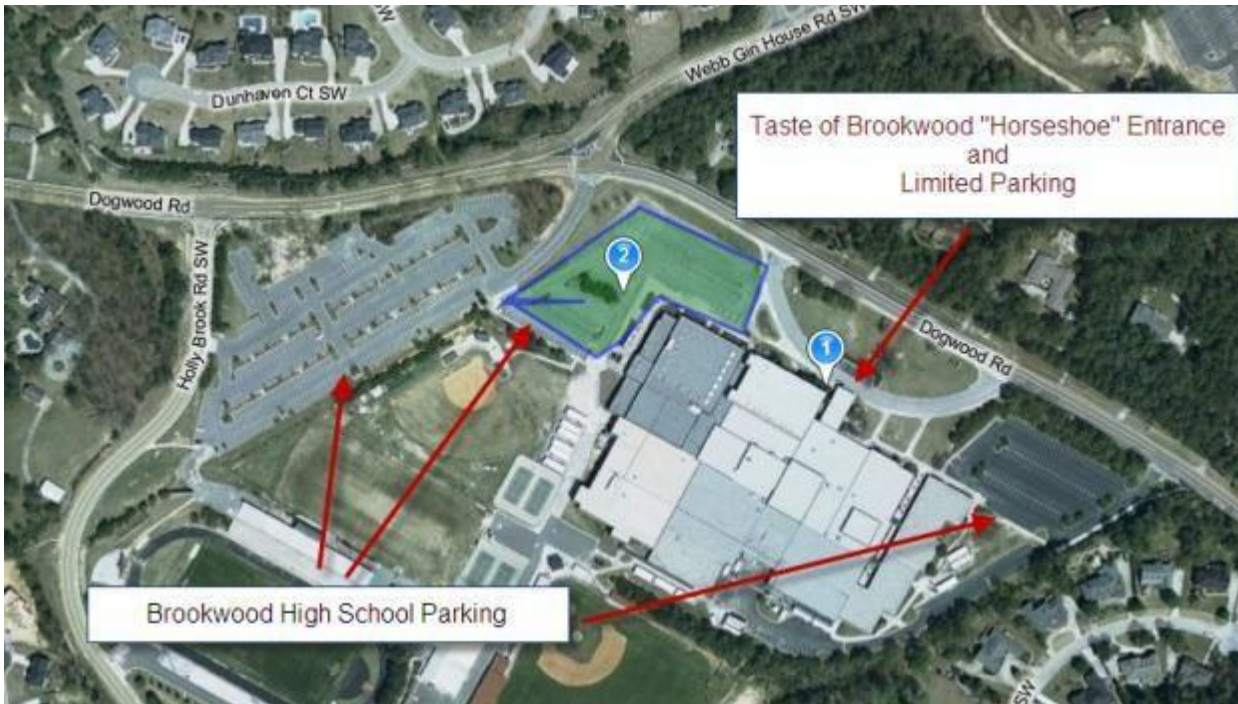 SW
Webb Gin House Rd SW
Dunhaven Ct SW
Taste of Brookwood "Horseshoe" Entrance
and
Limited Parking
Dogwood Rd
Holly Brook Rd SW
2
1
Dogwood Rd
Brookwood High School Parking
SW